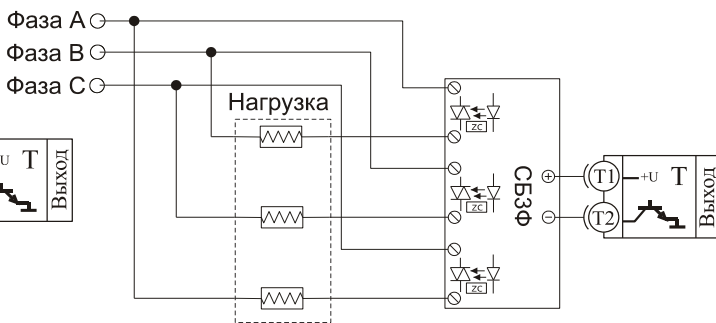 Фаза A
Фаза B
Фаза C
Нагрузка
zc
zc
zc
СБ3Ф
+
−
T1
T2
+U
T
Выход
U
T
Выход